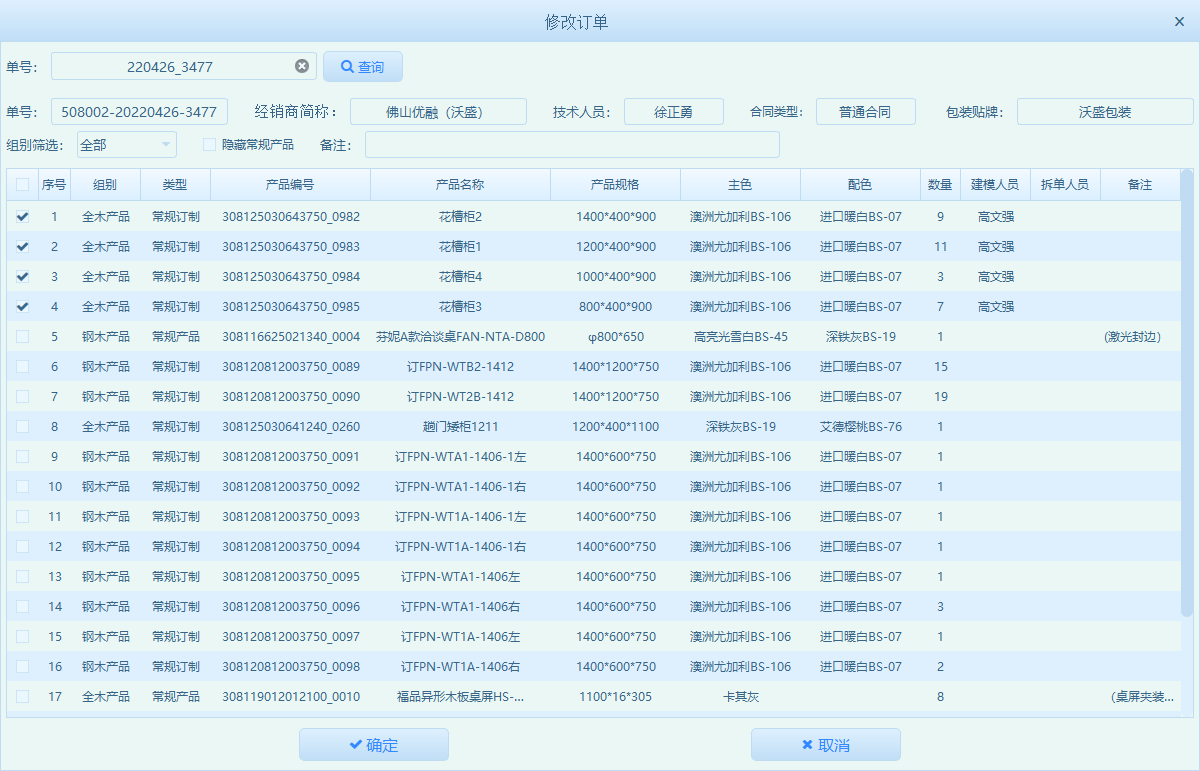 修改订单
单号： 220426_3477 查询
单号： 508002-20220426-3477 经销商简称： 佛山优融（沃盛） 技术人员： 徐正勇 合同类型： 普通合同 包装贴牌： 沃盛包装
组别筛选： 全部 隐藏常规产品 备注：
序号 组别 类型 产品编号 产品名称 产品规格 主色 配色 数量 建模人员 拆单人员 备注
1 全木产品 常规订制 308125030643750_0982 花槽柜2 1400*400*900 澳洲尤加利BS-106 进口暖白BS-07 9 高文强
2 全木产品 常规订制 308125030643750_0983 花槽柜1 1200*400*900 澳洲尤加利BS-106 进口暖白BS-07 11 高文强
3 全木产品 常规订制 308125030643750_0984 花槽柜4 1000*400*900 澳洲尤加利BS-106 进口暖白BS-07 3 高文强
4 全木产品 常规订制 308125030643750_0985 花槽柜3 800*400*900 澳洲尤加利BS-106 进口暖白BS-07 7 高文强
5 钢木产品 常规产品 308116625021340_0004 芬妮A款洽谈桌FAN-NTA-D800 φ800*650 高亮光雪白BS-45 深铁灰BS-19 1 (激光封边)
6 钢木产品 常规订制 308120812003750_0089 订FPN-WTB2-1412 1400*1200*750 澳洲尤加利BS-106 进口暖白BS-07 15
7 钢木产品 常规订制 308120812003750_0090 订FPN-WT2B-1412 1400*1200*750 澳洲尤加利BS-106 进口暖白BS-07 19
8 全木产品 常规订制 308125030641240_0260 趟门矮柜1211 1200*400*1100 深铁灰BS-19 艾德樱桃BS-76 1
9 钢木产品 常规订制 308120812003750_0091 订FPN-WTA1-1406-1左 1400*600*750 澳洲尤加利BS-106 进口暖白BS-07 1
10 钢木产品 常规订制 308120812003750_0092 订FPN-WTA1-1406-1右 1400*600*750 澳洲尤加利BS-106 进口暖白BS-07 1
11 钢木产品 常规订制 308120812003750_0093 订FPN-WT1A-1406-1左 1400*600*750 澳洲尤加利BS-106 进口暖白BS-07 1
12 钢木产品 常规订制 308120812003750_0094 订FPN-WT1A-1406-1右 1400*600*750 澳洲尤加利BS-106 进口暖白BS-07 1
13 钢木产品 常规订制 308120812003750_0095 订FPN-WTA1-1406左 1400*600*750 澳洲尤加利BS-106 进口暖白BS-07 1
14 钢木产品 常规订制 308120812003750_0096 订FPN-WTA1-1406右 1400*600*750 澳洲尤加利BS-106 进口暖白BS-07 3
15 钢木产品 常规订制 308120812003750_0097 订FPN-WT1A-1406左 1400*600*750 澳洲尤加利BS-106 进口暖白BS-07 1
16 钢木产品 常规订制 308120812003750_0098 订FPN-WT1A-1406右 1400*600*750 澳洲尤加利BS-106 进口暖白BS-07 2
17 全木产品 常规产品 308119012012100_0010 福品异形木板桌屏HS-... 1100*16*305 卡其灰 8 (桌屏夹装...
确定 取消